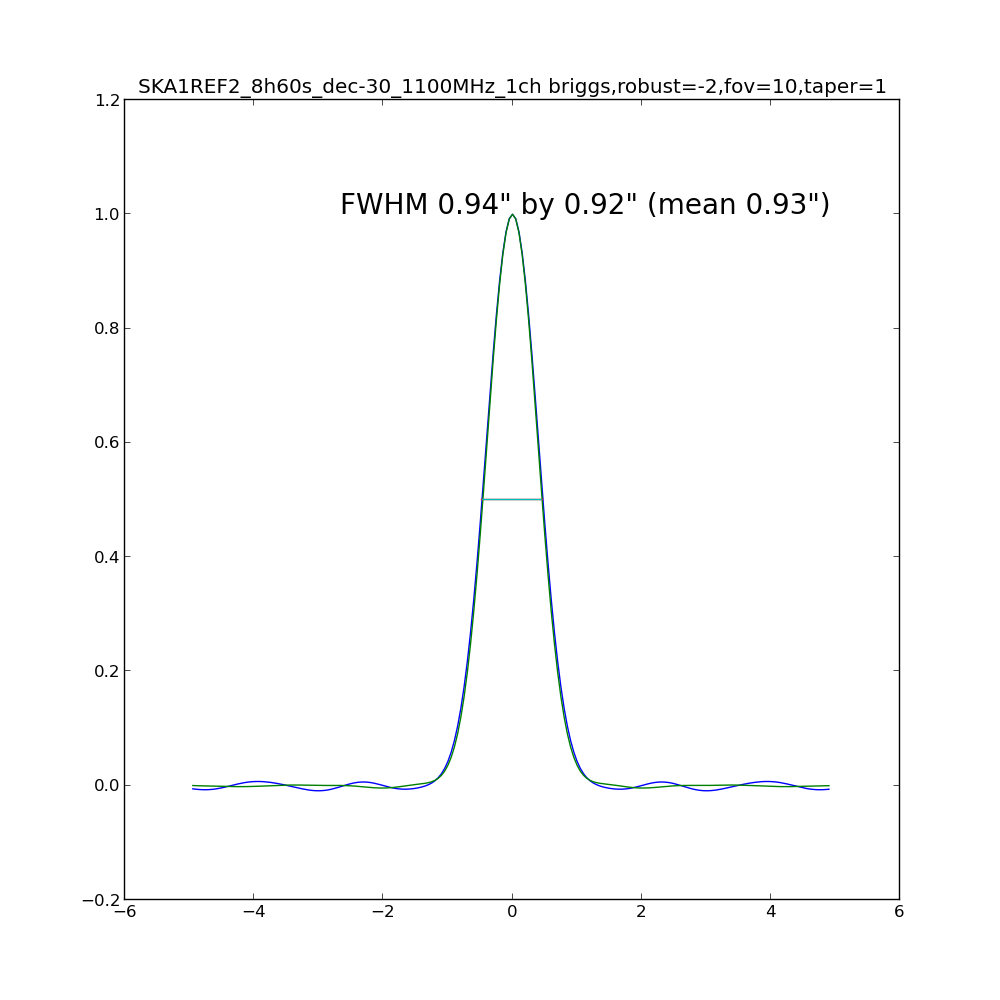 SKA1REF2_8h60s_dec-30_1100MHz_1ch briggs,robust=-2,fov=10,taper=1
1.2
FWHM 0.94" by 0.92" (mean 0.93")
1.0
0.8
0.6
0.4
0.2
0.0
−0.2
−6 −4 −2 0 2 4 6